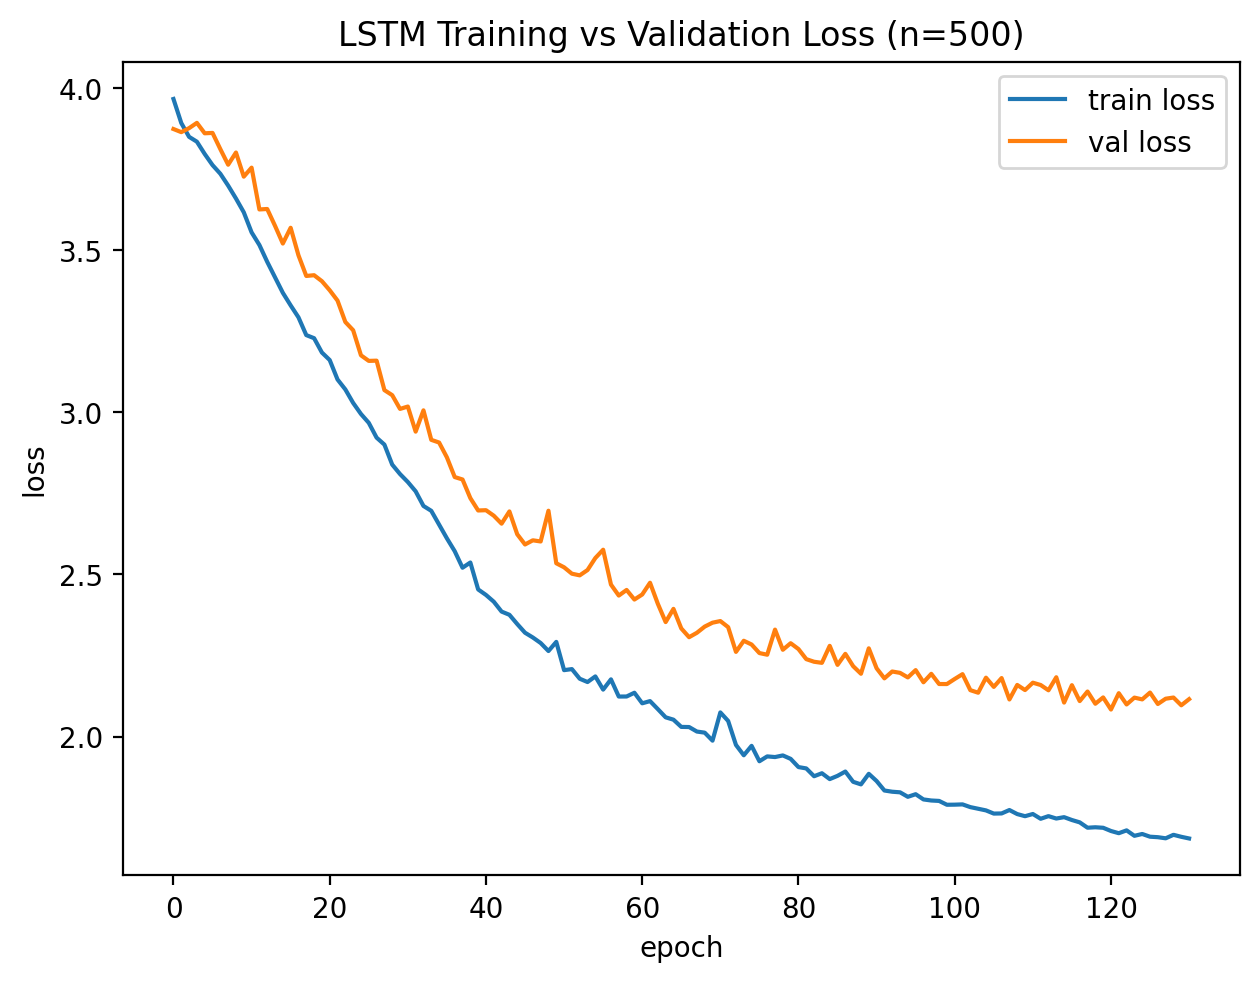 LSTM Training vs Validation Loss (n=500)
train loss
val loss
4.0
3.5
3.0
2.5
2.0
loss
0 20 40 60 80 100 120
epoch